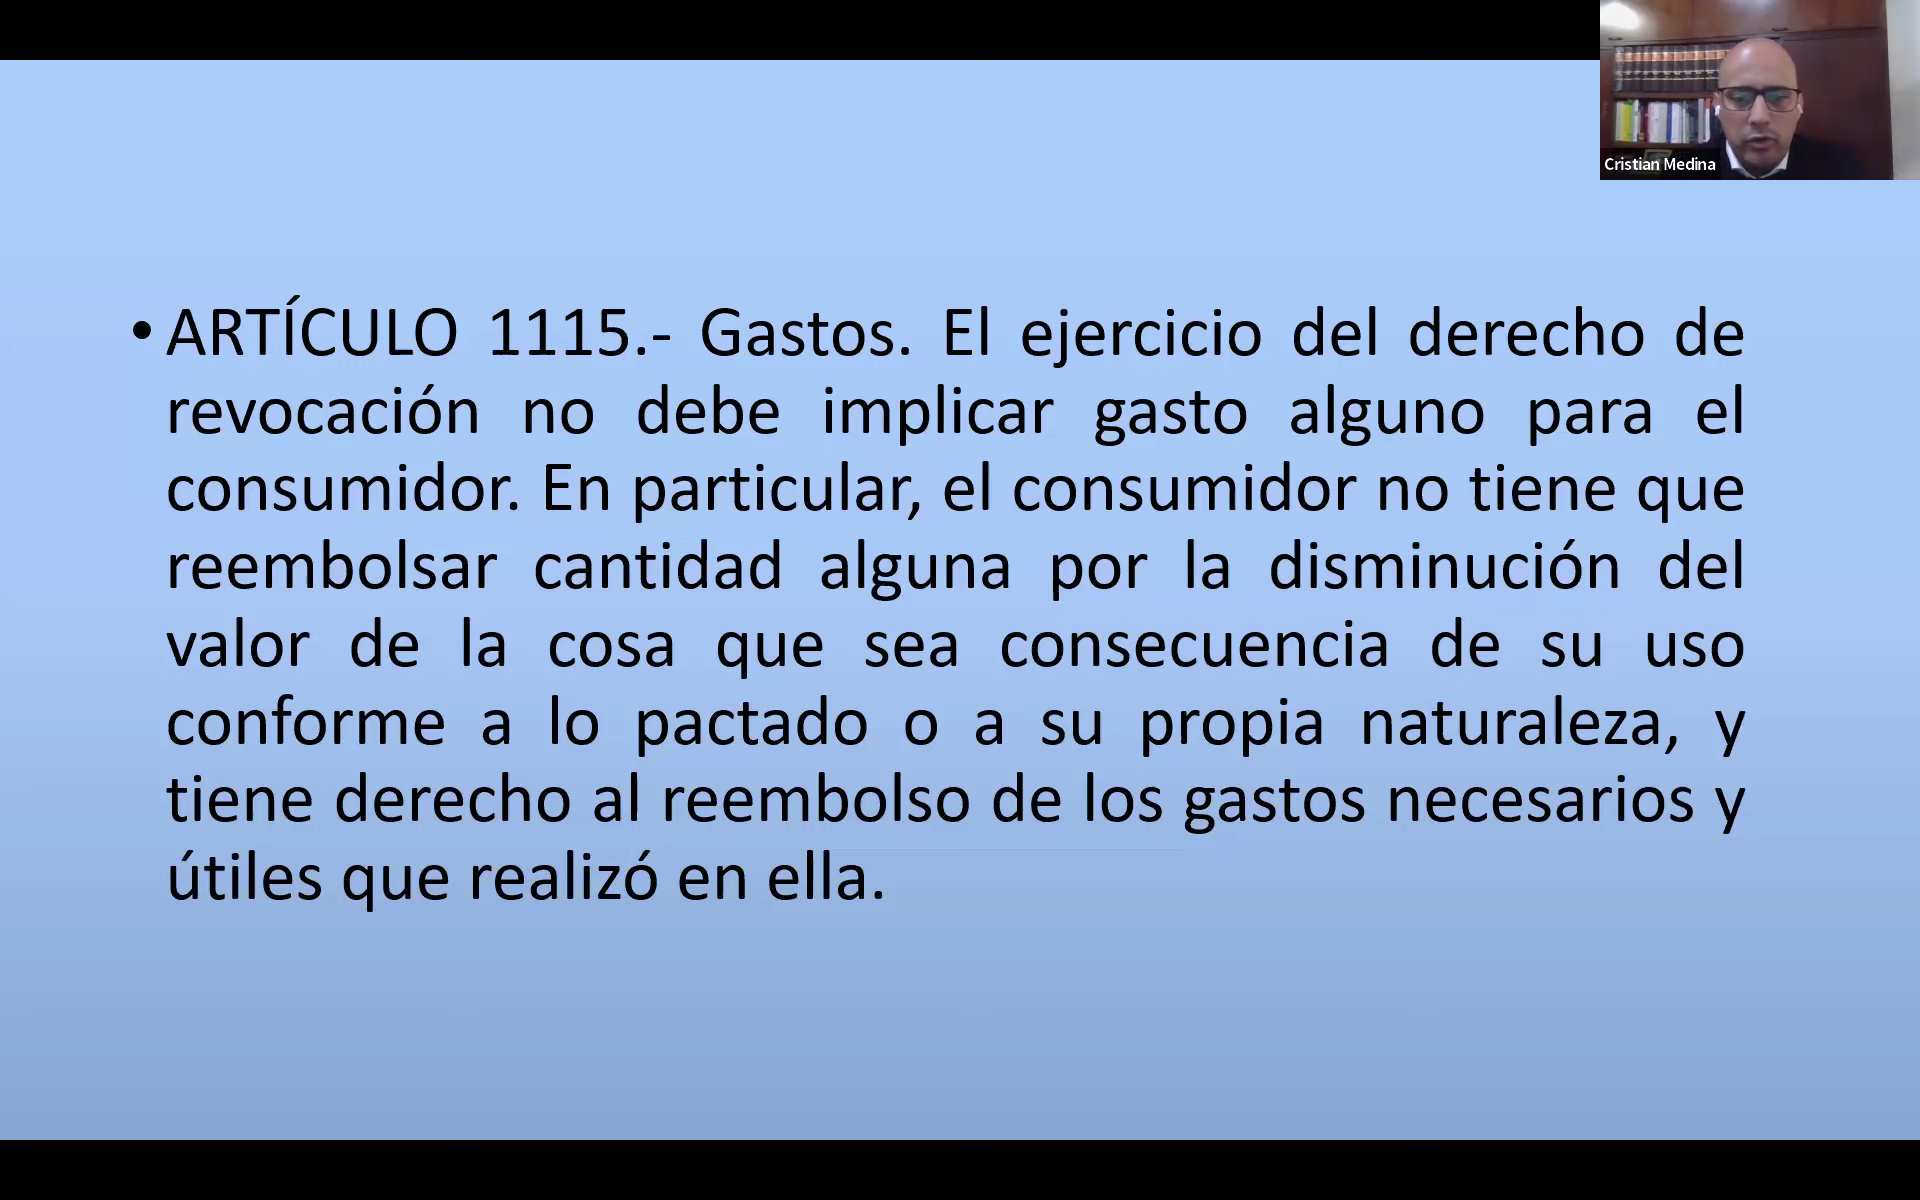 Cristian Medina
• ARTÍCULO 1115.- Gastos. El ejercicio del derecho de
revocación no debe implicar gasto alguno para el
consumidor. En particular, el consumidor no tiene que
reembolsar cantidad alguna por la disminución del
valor de la cosa que sea consecuencia de su uso
conforme a lo pactado o a su propia naturaleza, y
tiene derecho al reembolso de los gastos necesarios y
útiles que realizó en ella.